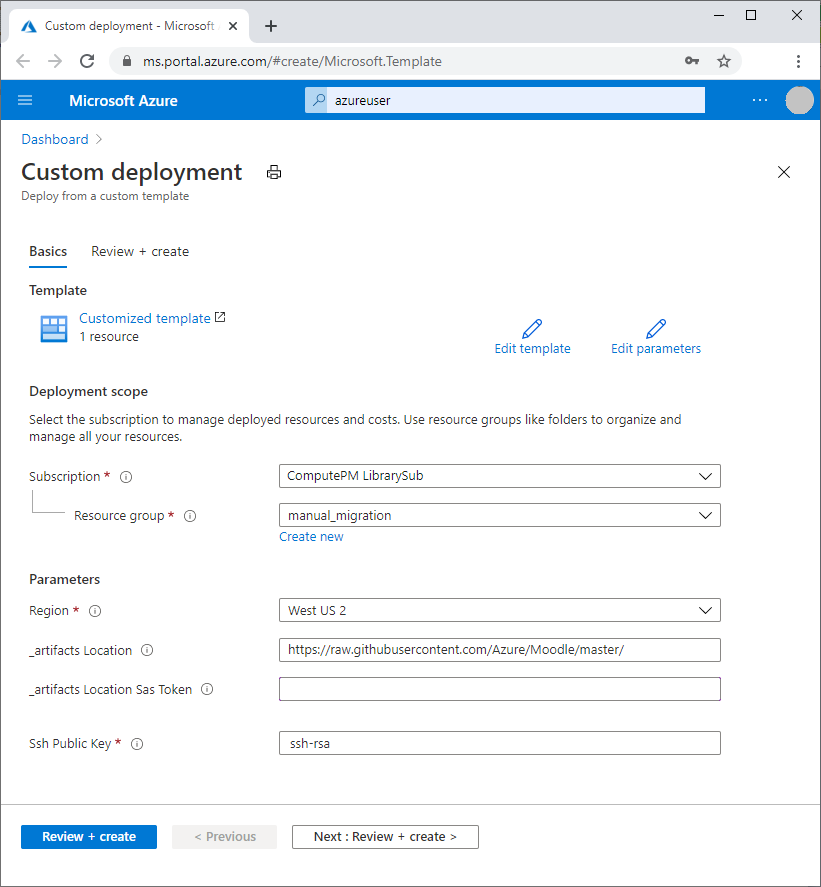 Custom deployment - Microsoft
ms.portal.azure.com/#create/Microsoft.Template
Microsoft Azure
azureuser
Dashboard
Custom deployment
Deploy from a custom template
Basics
Review + create
Template
Customized template
1 resource
Edit template
Edit parameters
Deployment scope
Select the subscription to manage deployed resources and costs. Use resource groups like folders to organize and
manage all your resources.
Subscription *
ComputePM LibrarySub
Resource group *
manual_migration
Create new
Parameters
Region *
West US 2
_artifacts Location
https://raw.githubusercontent.com/Azure/Moodle/master/
_artifacts Location Sas Token
Ssh Public Key *
ssh-rsa
Review + create
< Previous
Next : Review + create >